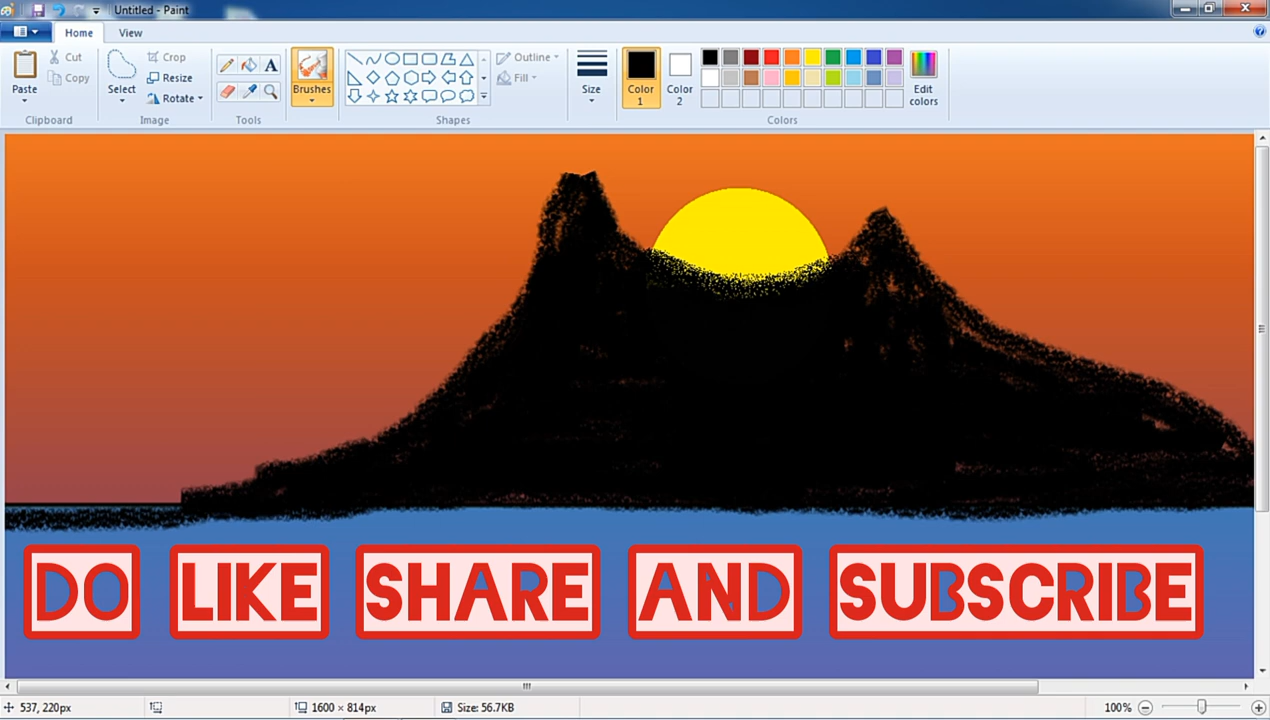 Untitled - Paint
Home View
Paste
Cut
Copy
Clipboard
Select
Crop
Resize
Rotate
Image
A
Tools
Brushes
Shapes
Outline
Fill
Size
Color 1
Color 2
Edit colors
Colors
DO LIKE SHARE AND SUBSCRIBE
537, 220px
1600 × 814px
Size: 56.7KB
100%